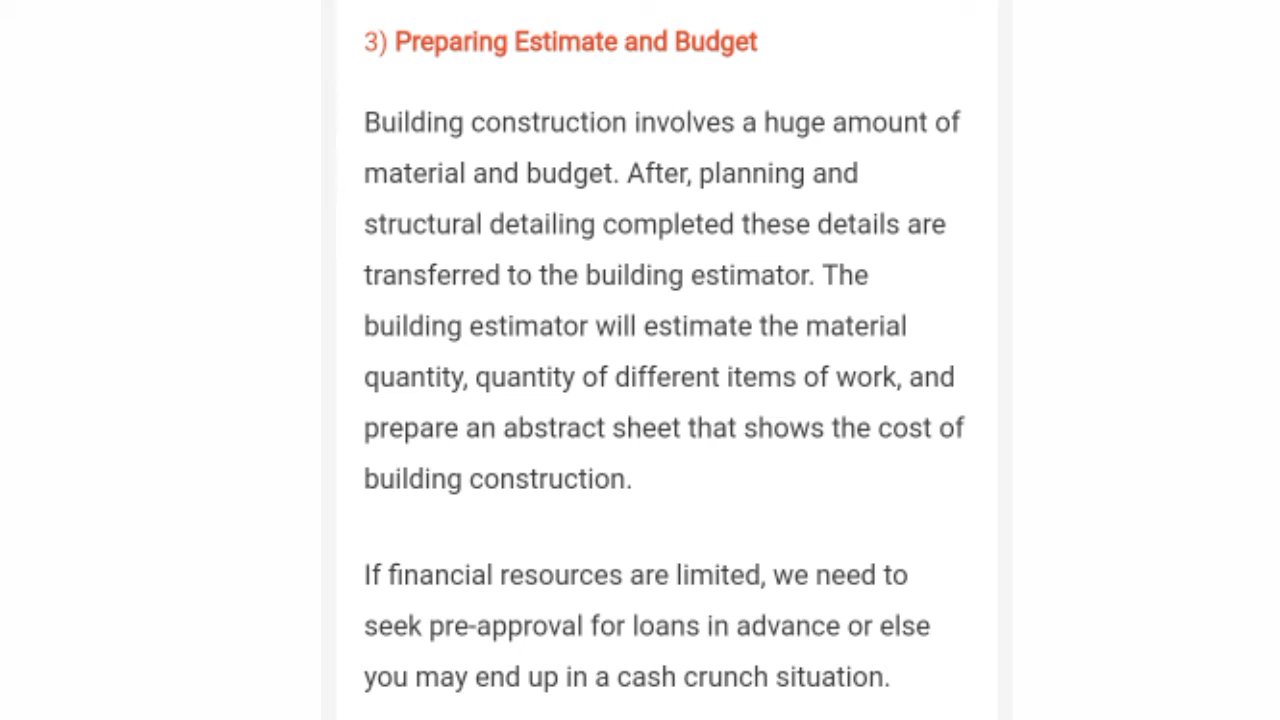 3) Preparing Estimate and Budget
Building construction involves a huge amount of
material and budget. After, planning and
structural detailing completed these details are
transferred to the building estimator. The
building estimator will estimate the material
quantity, quantity of different items of work, and
prepare an abstract sheet that shows the cost of
building construction.
If financial resources are limited, we need to
seek pre-approval for loans in advance or else
you may end up in a cash crunch situation.